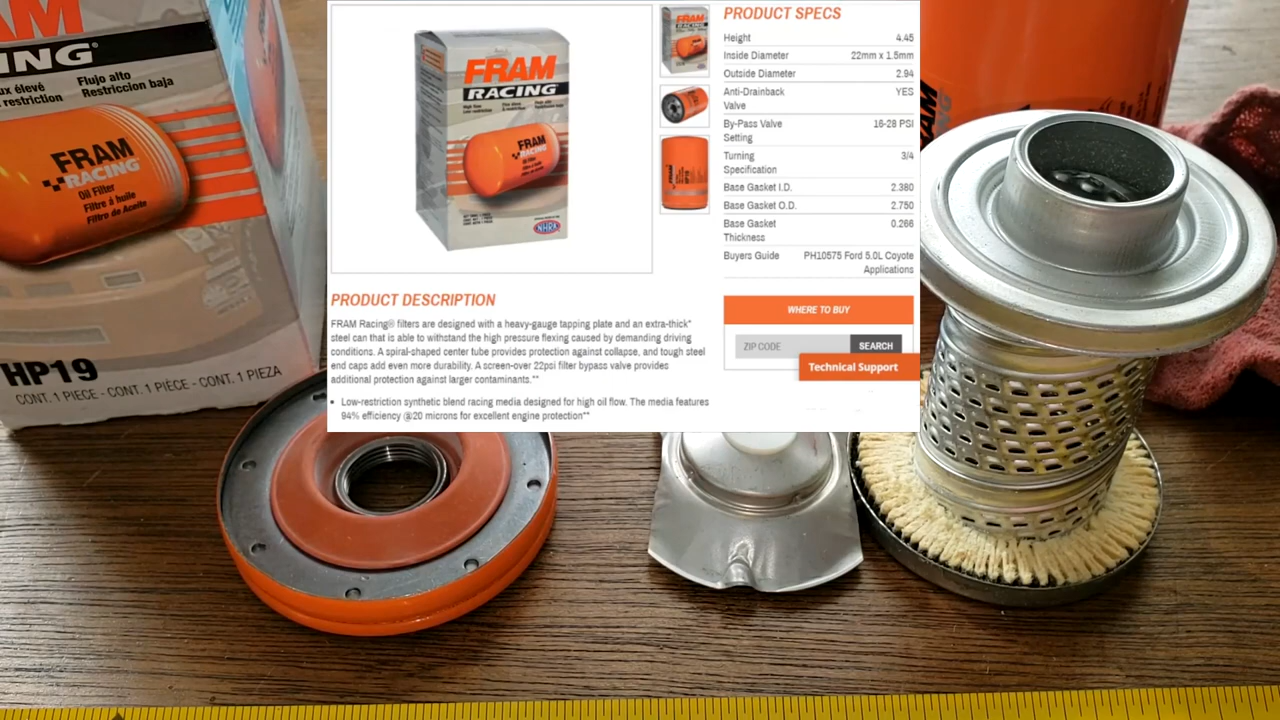 AM
ING®
ux élevé
restriction
Flujo alto
Restriccion baja
FRAM
RACING
Oil Filter
Filtre à huile
Filtro de Aceite
HP19
CONT. 1 PIECE - CONT. 1 PIÈCE - CONT. 1 PIEZA
FRAM
RACING
FRAM
RACING
Oil Filter
NHRA
PRODUCT DESCRIPTION
FRAM Racing® filters are designed with a heavy-gauge tapping plate and an extra-thick*
steel can that is able to withstand the high pressure flexing caused by demanding driving
conditions. A spiral-shaped center tube provides protection against collapse, and tough steel
end caps add even more durability. A screen-over 22psi filter bypass valve provides
additional protection against larger contaminants.**
Low-restriction synthetic blend racing media designed for high oil flow. The media features
94% efficiency @20 microns for excellent engine protection**
PRODUCT SPECS
Height 4.45
Inside Diameter 22mm x 1.5mm
Outside Diameter 2.94
Anti-Drainback YES
Valve
By-Pass Valve 16-28 PSI
Setting
Turning 3/4
Specification
Base Gasket I.D. 2.380
Base Gasket O.D. 2.750
Base Gasket 0.266
Thickness
Buyers Guide PH10575 Ford 5.0L Coyote
Applications
WHERE TO BUY
ZIP CODE SEARCH
Technical Support